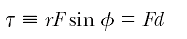 τ ≡ rF sin ϕ = Fd